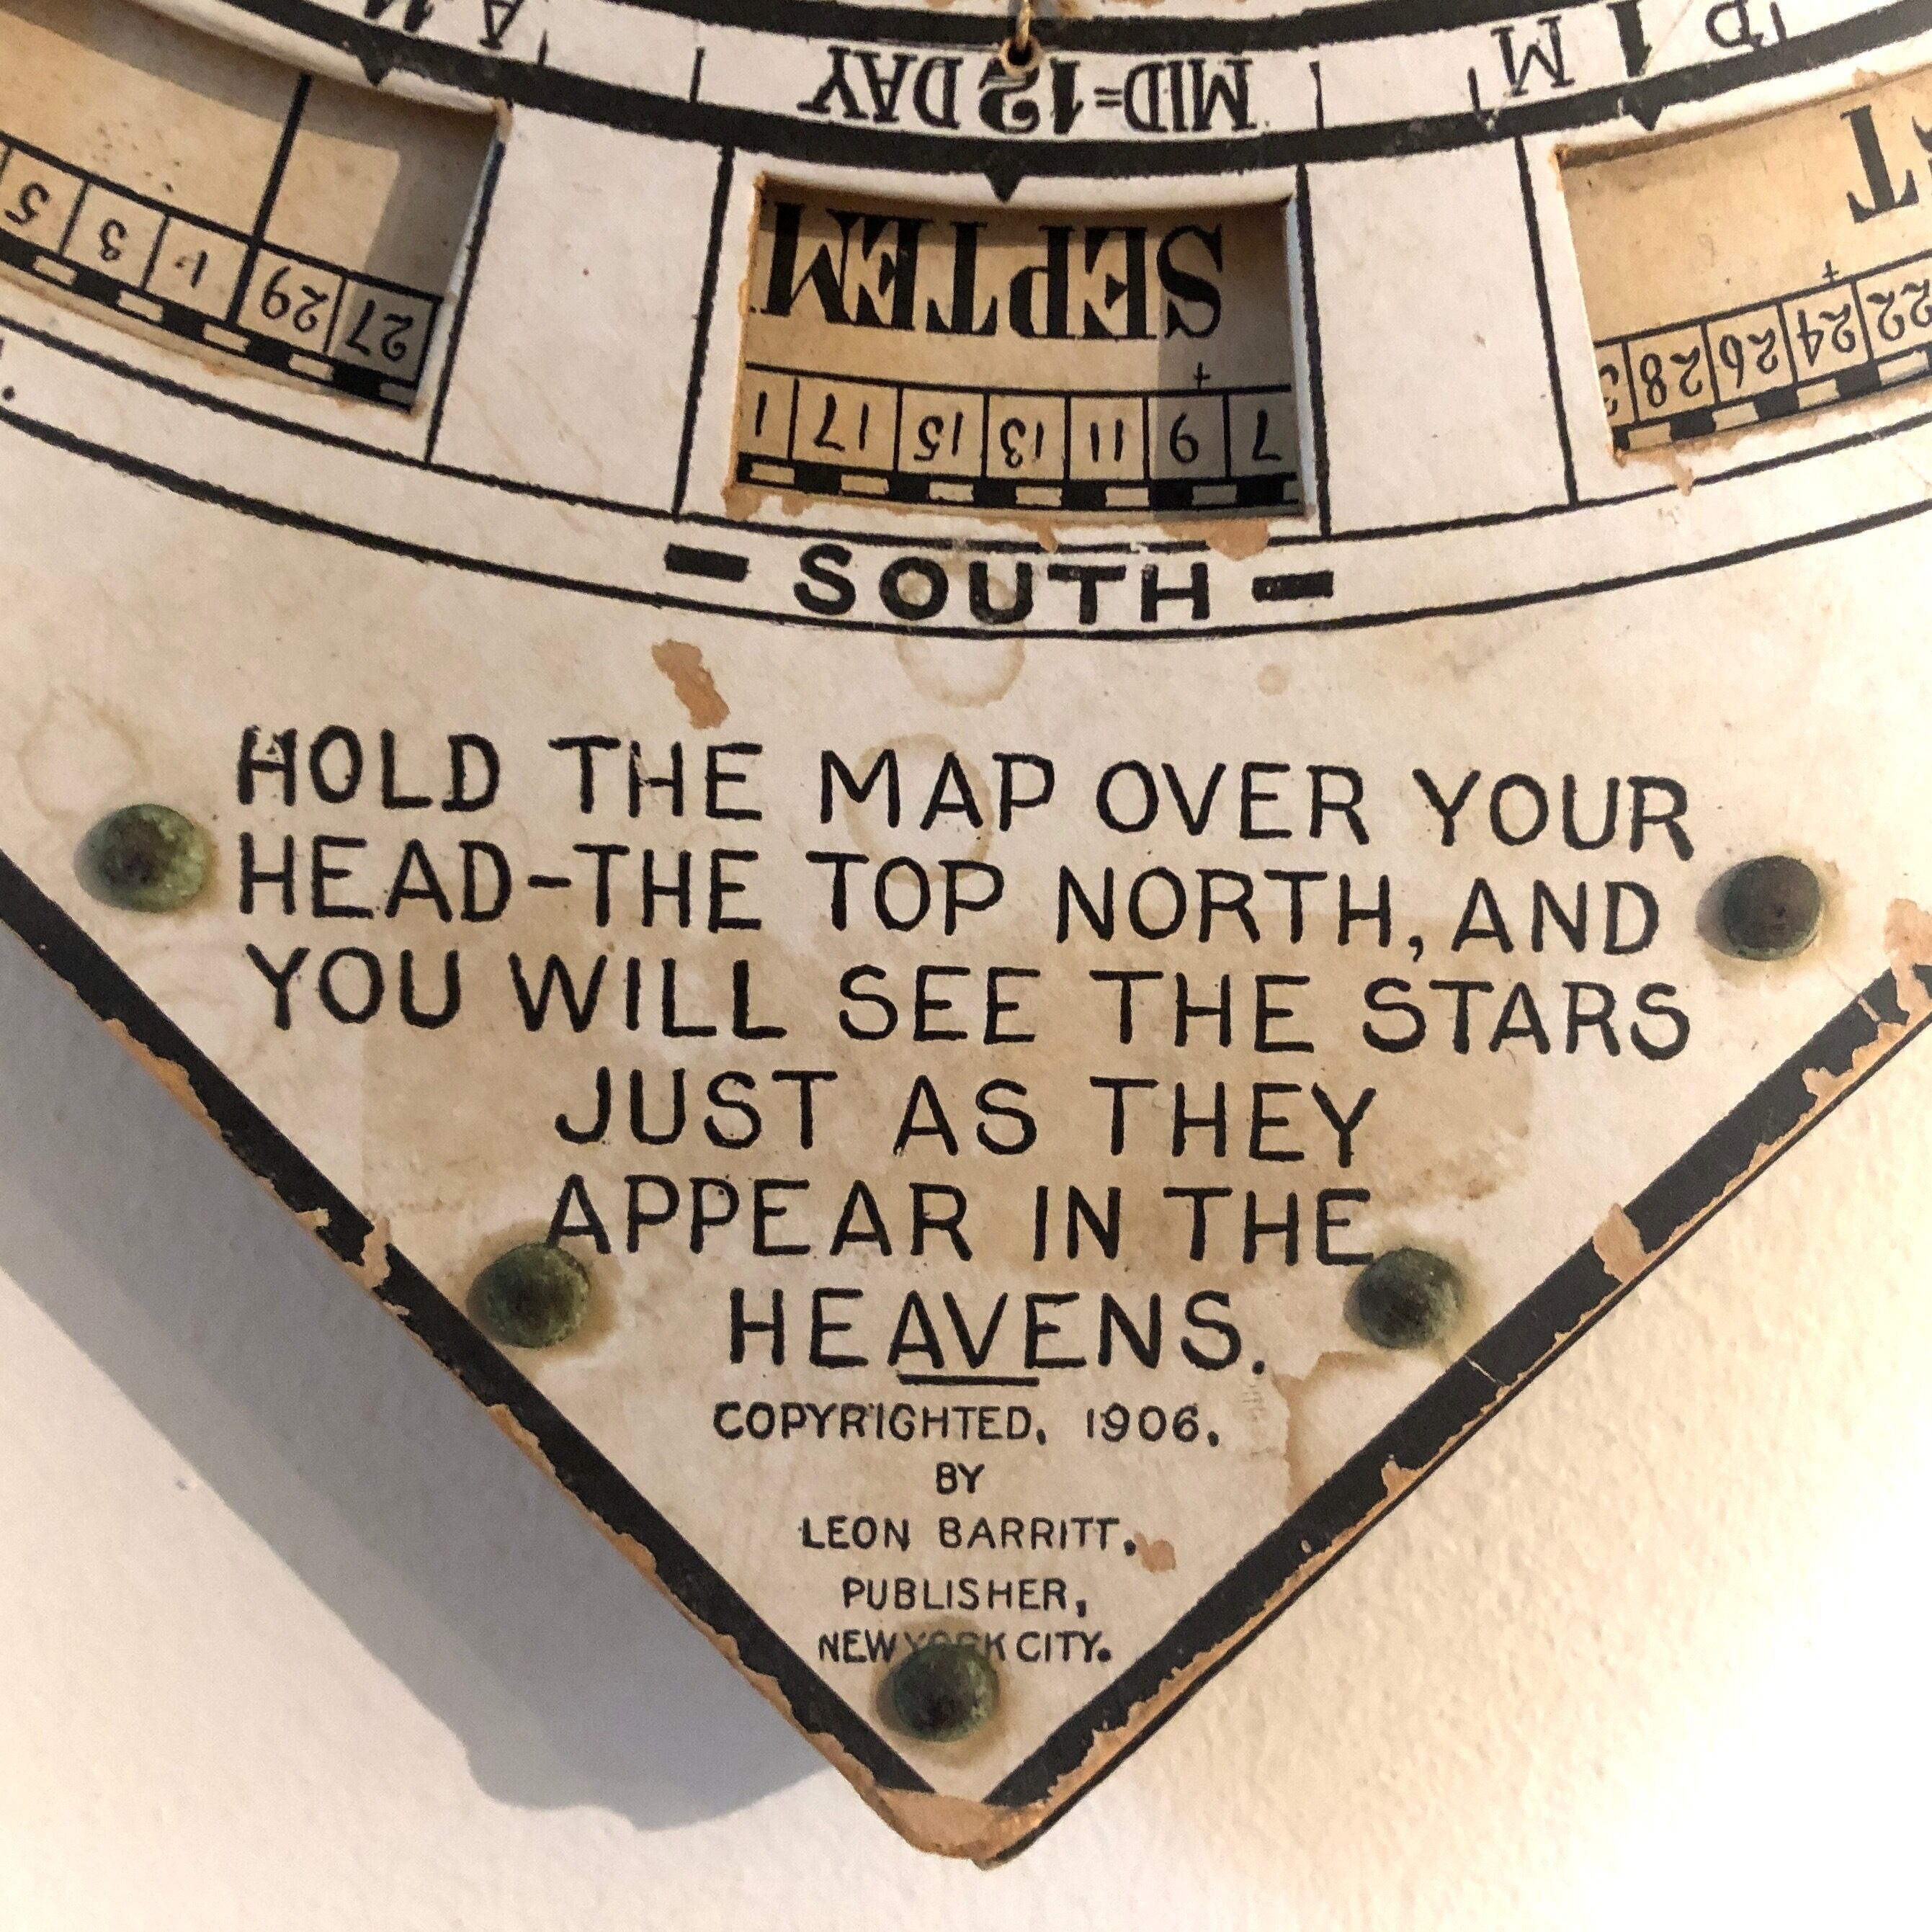 A M
MID=12 DAY
1 P M
5 3 1 29 27
SEPTEM
17 15 13 11 9 7
28 26 24 22
- SOUTH -
HOLD THE MAP OVER YOUR
HEAD-THE TOP NORTH, AND
YOU WILL SEE THE STARS
JUST AS THEY
APPEAR IN THE
HEAVENS.
COPYRIGHTED, 1906.
BY
LEON BARRITT.
PUBLISHER,
NEW YORK CITY.